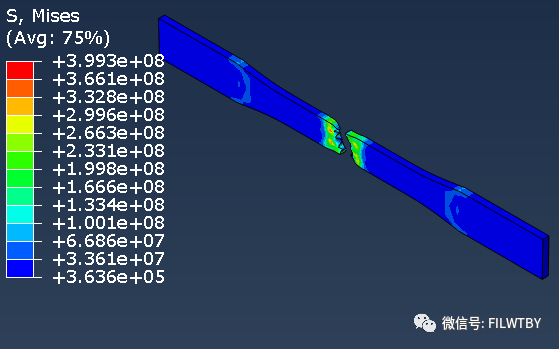 S, Mises
(Avg: 75%)
+3.993e+08
+3.661e+08
+3.328e+08
+2.996e+08
+2.663e+08
+2.331e+08
+1.998e+08
+1.666e+08
+1.334e+08
+1.001e+08
+6.686e+07
+3.361e+07
+3.636e+05
微信号: FILWTBY